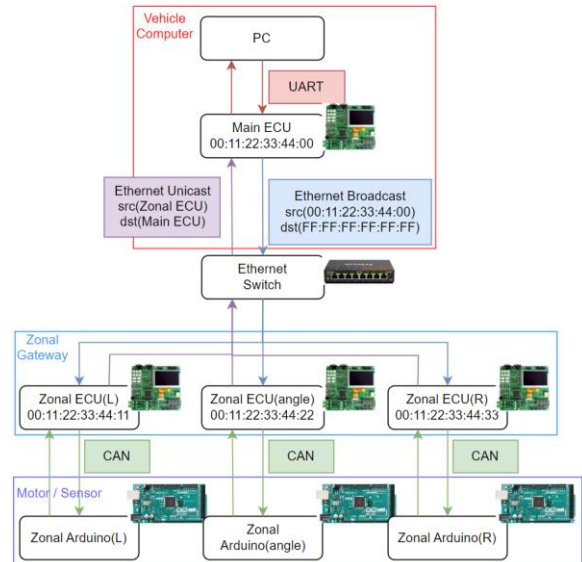 Vehicle
Computer
PC
UART
Main ECU
00:11:22:33:44:00
Ethernet Unicast
src(Zonal ECU)
dst(Main ECU)
Ethernet Broadcast
src(00:11:22:33:44:00)
dst(FF:FF:FF:FF:FF:FF)
Ethernet
Switch
Zonal
Gateway
Zonal ECU(L)
00:11:22:33:44:11
Zonal ECU(angle)
00:11:22:33:44:22
Zonal ECU(R)
00:11:22:33:44:33
CAN
CAN
CAN
Motor / Sensor
Zonal Arduino(L)
Zonal
Arduino(angle)
Zonal Arduino(R)